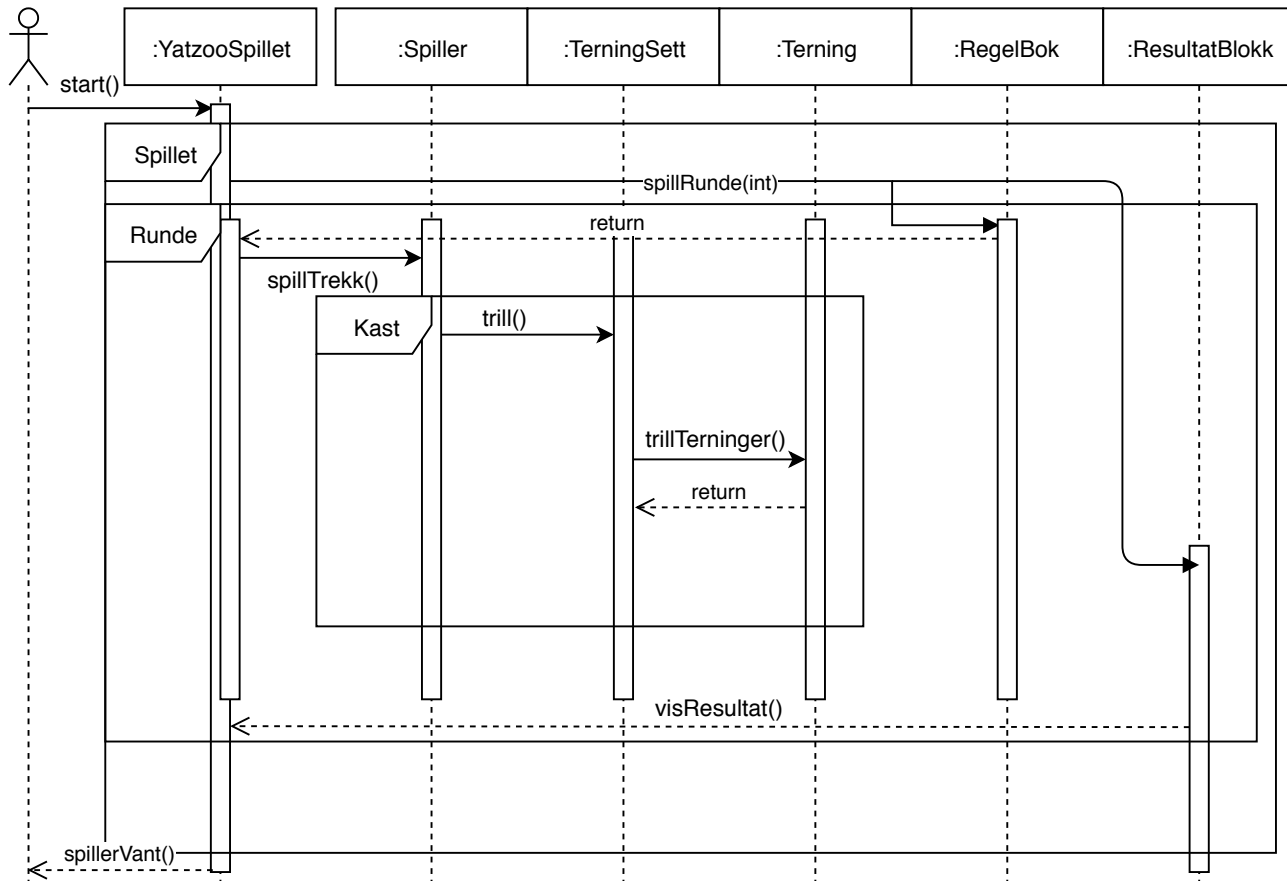 :YatzooSpillet
:Spiller
:TerningSett
:Terning
:RegelBok
:ResultatBlokk
start()
Spillet
spillRunde(int)
Runde
return
spillTrekk()
Kast
trill()
trillTerninger()
return
visResultat()
spillerVant()